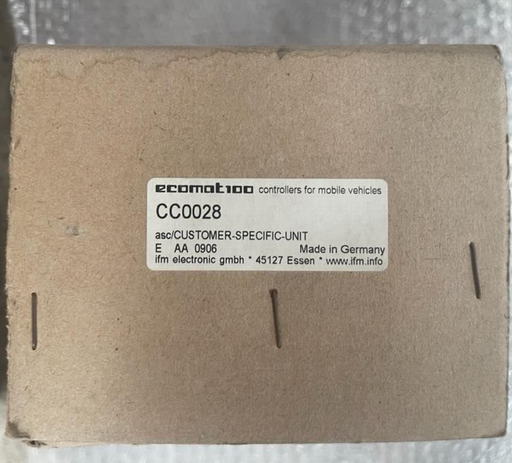 ecomat100 controllers for mobile vehicles
CC0028
asc/CUSTOMER-SPECIFIC-UNIT
E AA 0906 Made in Germany
ifm electronic gmbh * 45127 Essen * www.ifm.info